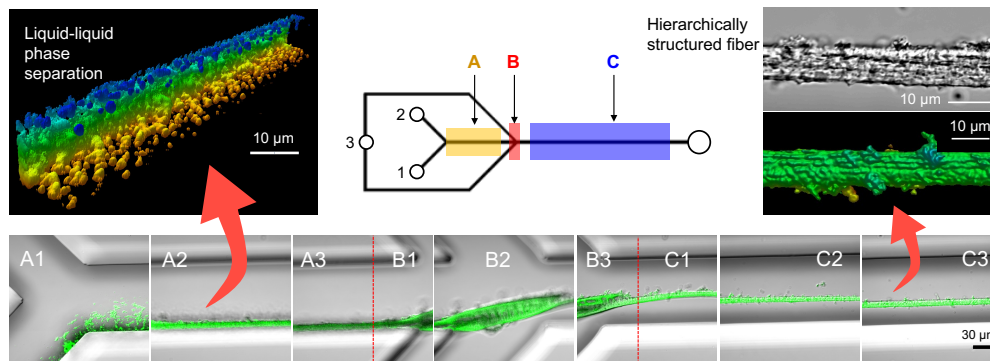 Liquid-liquid
phase
separation
10 µm
A
B
C
2
3
1
Hierarchically
structured fiber
10 µm
10 µm
A1
A2
A3
B1
B2
B3
C1
C2
C3
30 µm